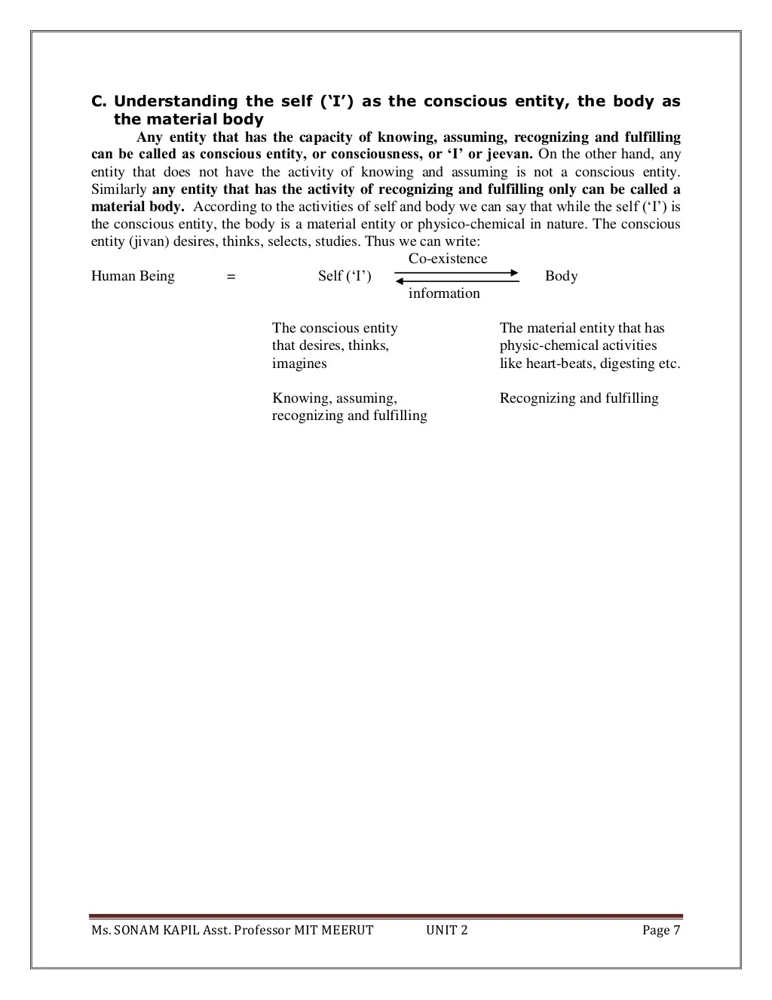 C. Understanding the self (‘I’) as the conscious entity, the body as
the material body
Any entity that has the capacity of knowing, assuming, recognizing and fulfilling
can be called as conscious entity, or consciousness, or ‘I’ or jeevan. On the other hand, any
entity that does not have the activity of knowing and assuming is not a conscious entity.
Similarly any entity that has the activity of recognizing and fulfilling only can be called a
material body. According to the activities of self and body we can say that while the self (‘I’) is
the conscious entity, the body is a material entity or physico-chemical in nature. The conscious
entity (jivan) desires, thinks, selects, studies. Thus we can write:
Co-existence
Human Being = Self (‘I’) Body
information
The conscious entity The material entity that has
that desires, thinks, physic-chemical activities
imagines like heart-beats, digesting etc.
Knowing, assuming, Recognizing and fulfilling
recognizing and fulfilling
Ms. SONAM KAPIL Asst. Professor MIT MEERUT UNIT 2 Page 7